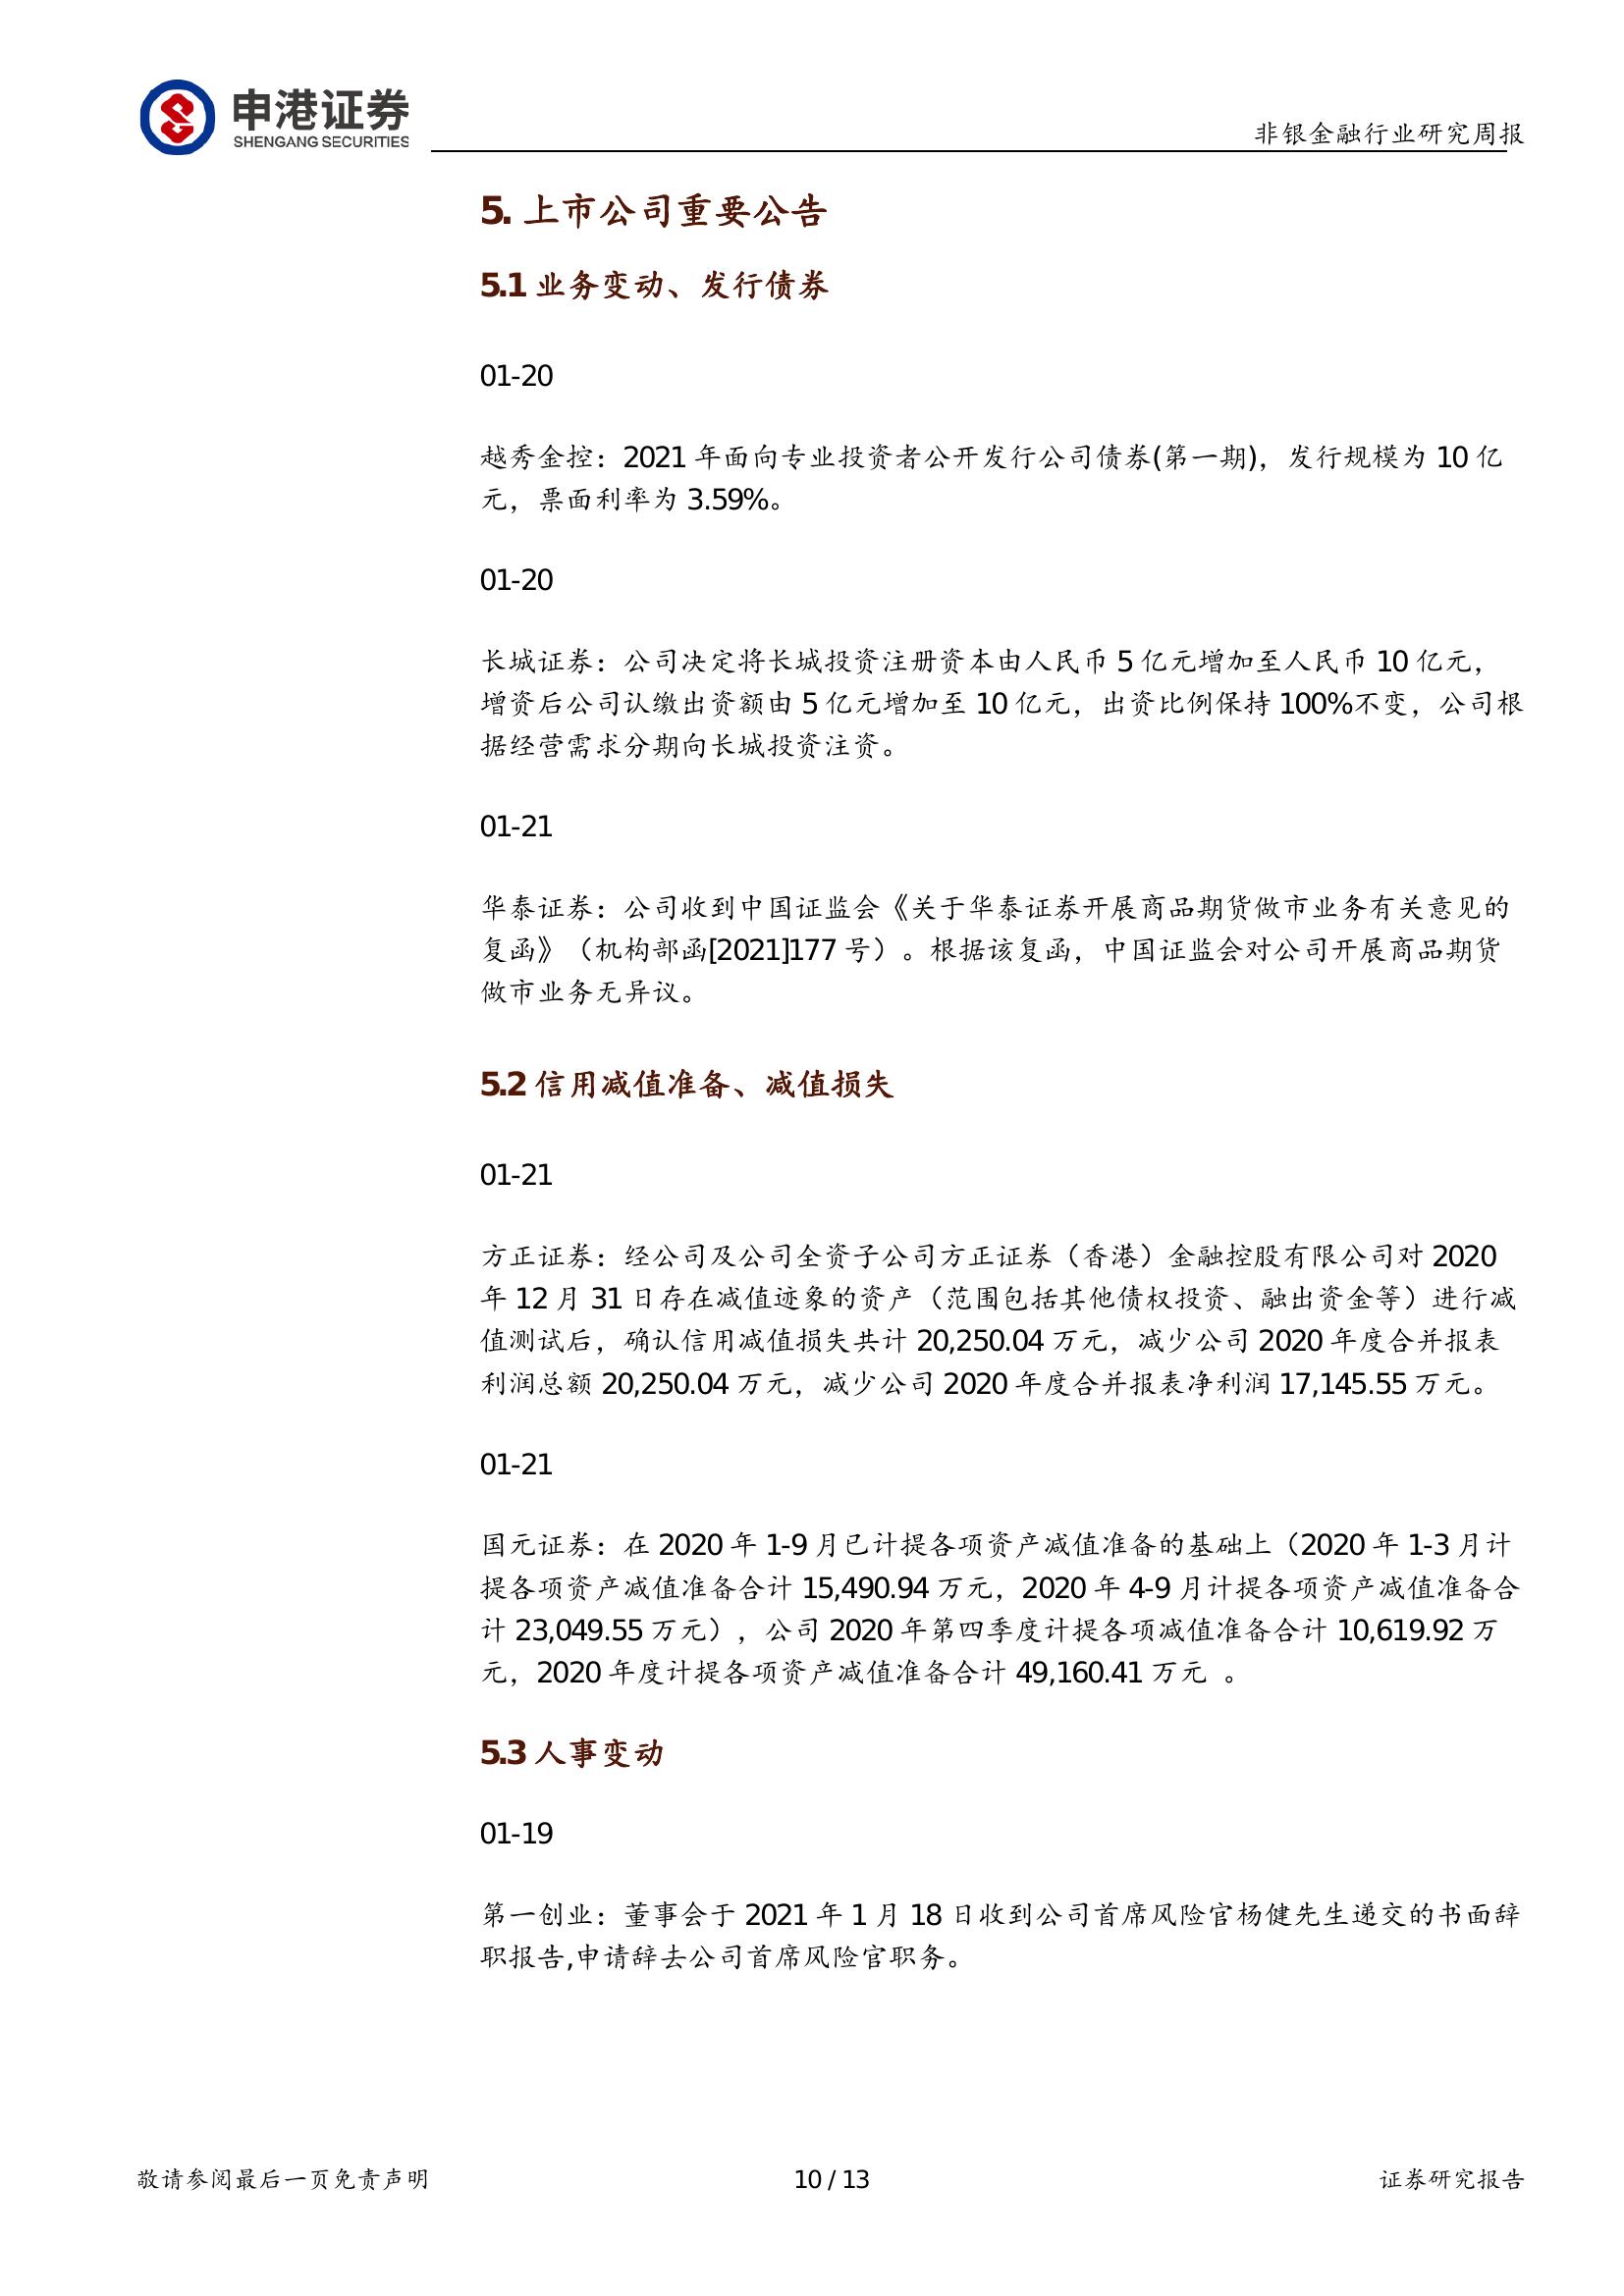 申港证券
SHENGANG SECURITIES
非银金融行业研究周报
5. 上市公司重要公告
5.1 业务变动、发行债券
01-20
越秀金控：2021 年面向专业投资者公开发行公司债券(第一期)，发行规模为 10 亿
元，票面利率为 3.59%。
01-20
长城证券：公司决定将长城投资注册资本由人民币 5 亿元增加至人民币 10 亿元，
增资后公司认缴出资额由 5 亿元增加至 10 亿元，出资比例保持 100%不变，公司根
据经营需求分期向长城投资注资。
01-21
华泰证券：公司收到中国证监会《关于华泰证券开展商品期货做市业务有关意见的
复函》（机构部函[2021]177 号）。根据该复函，中国证监会对公司开展商品期货
做市业务无异议。
5.2 信用减值准备、减值损失
01-21
方正证券：经公司及公司全资子公司方正证券（香港）金融控股有限公司对 2020
年 12 月 31 日存在减值迹象的资产（范围包括其他债权投资、融出资金等）进行减
值测试后，确认信用减值损失共计 20,250.04 万元，减少公司 2020 年度合并报表
利润总额 20,250.04 万元，减少公司 2020 年度合并报表净利润 17,145.55 万元。
01-21
国元证券：在 2020 年 1-9 月已计提各项资产减值准备的基础上（2020 年 1-3 月计
提各项资产减值准备合计 15,490.94 万元，2020 年 4-9 月计提各项资产减值准备合
计 23,049.55 万元），公司 2020 年第四季度计提各项减值准备合计 10,619.92 万
元，2020 年度计提各项资产减值准备合计 49,160.41 万元 。
5.3 人事变动
01-19
第一创业：董事会于 2021 年 1 月 18 日收到公司首席风险官杨健先生递交的书面辞
职报告,申请辞去公司首席风险官职务。
敬请参阅最后一页免责声明
10 / 13
证券研究报告